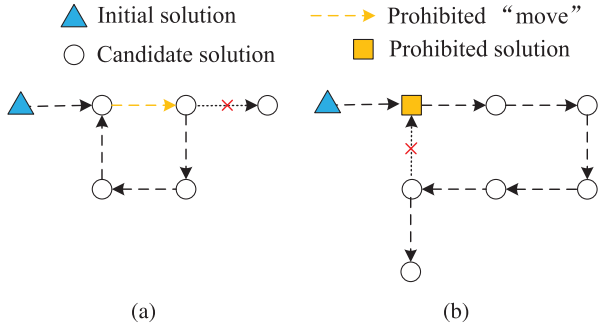 Initial solution
Prohibited “move”
Candidate solution
Prohibited solution
(a)
(b)